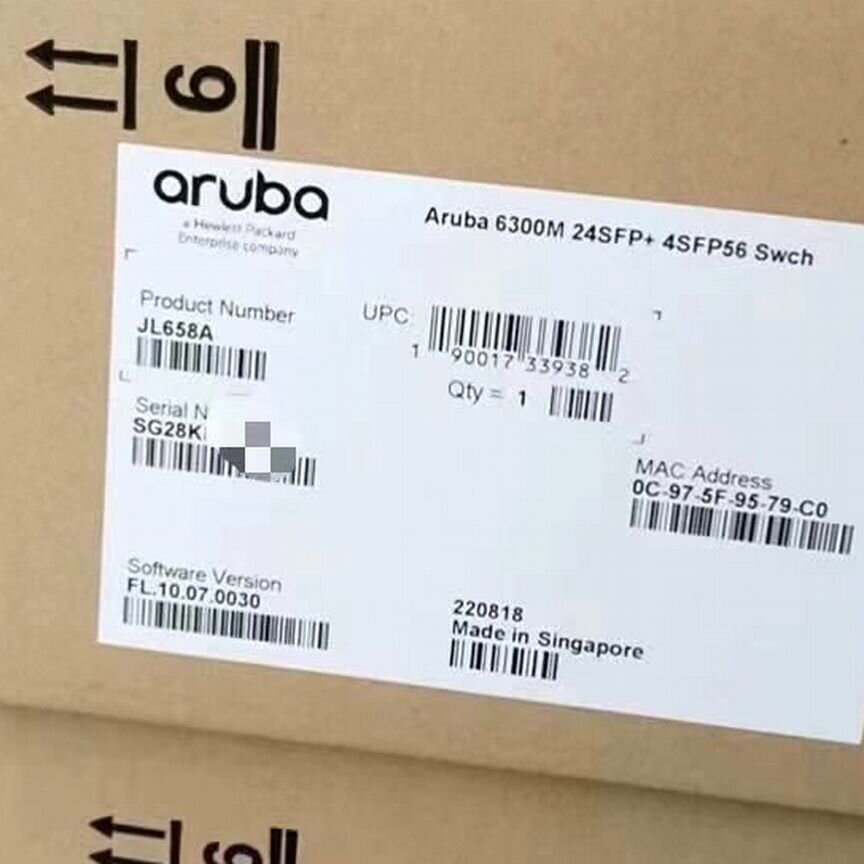 6
aruba
a Hewlett Packard
Enterprise company
Aruba 6300M 24SFP+ 4SFP56 Swch
Product Number
JL658A
UPC
1 90017 33938 2
Qty = 1
Serial N
SG28K
MAC Address
0C-97-5F-95-79-C0
Software Version
FL.10.07.0030
220818
Made in Singapore
6